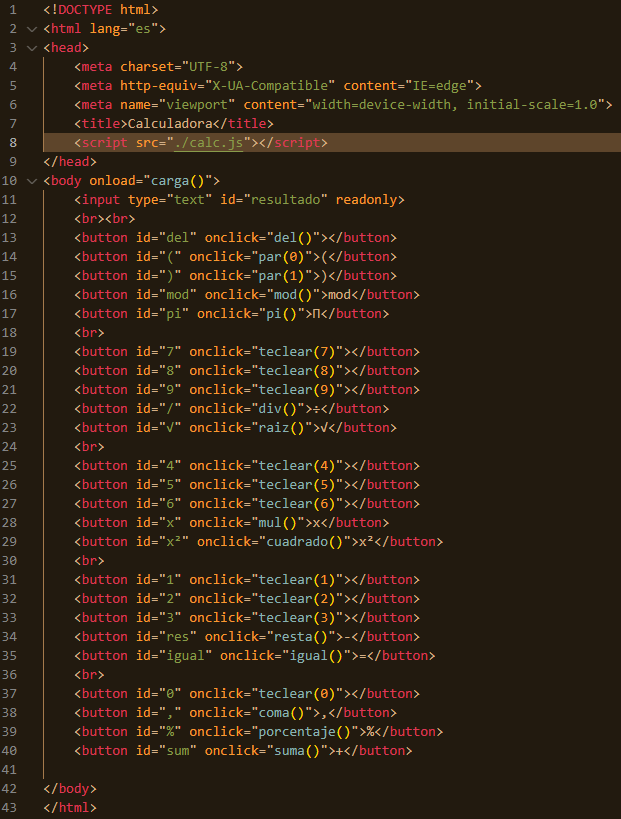 1 <!DOCTYPE html>
2 <html lang="es">
3 <head>
4     <meta charset="UTF-8">
5     <meta http-equiv="X-UA-Compatible" content="IE=edge">
6     <meta name="viewport" content="width=device-width, initial-scale=1.0">
7     <title>Calculadora</title>
8     <script src="./calc.js"></script>
9 </head>
10 <body onload="carga()">
11     <input type="text" id="resultado" readonly>
12     <br><br>
13     <button id="del" onclick="del()"></button>
14     <button id="(" onclick="par(0)">(</button>
15     <button id=")" onclick="par(1)">)</button>
16     <button id="mod" onclick="mod()">mod</button>
17     <button id="pi" onclick="pi()">Π</button>
18     <br>
19     <button id="7" onclick="teclear(7)"></button>
20     <button id="8" onclick="teclear(8)"></button>
21     <button id="9" onclick="teclear(9)"></button>
22     <button id="/" onclick="div()">÷</button>
23     <button id="√" onclick="raiz()">√</button>
24     <br>
25     <button id="4" onclick="teclear(4)"></button>
26     <button id="5" onclick="teclear(5)"></button>
27     <button id="6" onclick="teclear(6)"></button>
28     <button id="x" onclick="mul()">x</button>
29     <button id="x²" onclick="cuadrado()">x²</button>
30     <br>
31     <button id="1" onclick="teclear(1)"></button>
32     <button id="2" onclick="teclear(2)"></button>
33     <button id="3" onclick="teclear(3)"></button>
34     <button id="res" onclick="resta()">-</button>
35     <button id="igual" onclick="igual()">=</button>
36     <br>
37     <button id="0" onclick="teclear(0)"></button>
38     <button id="," onclick="coma()">,</button>
39     <button id="%" onclick="porcentaje()">%</button>
40     <button id="sum" onclick="suma()">+</button>
41
42 </body>
43 </html>